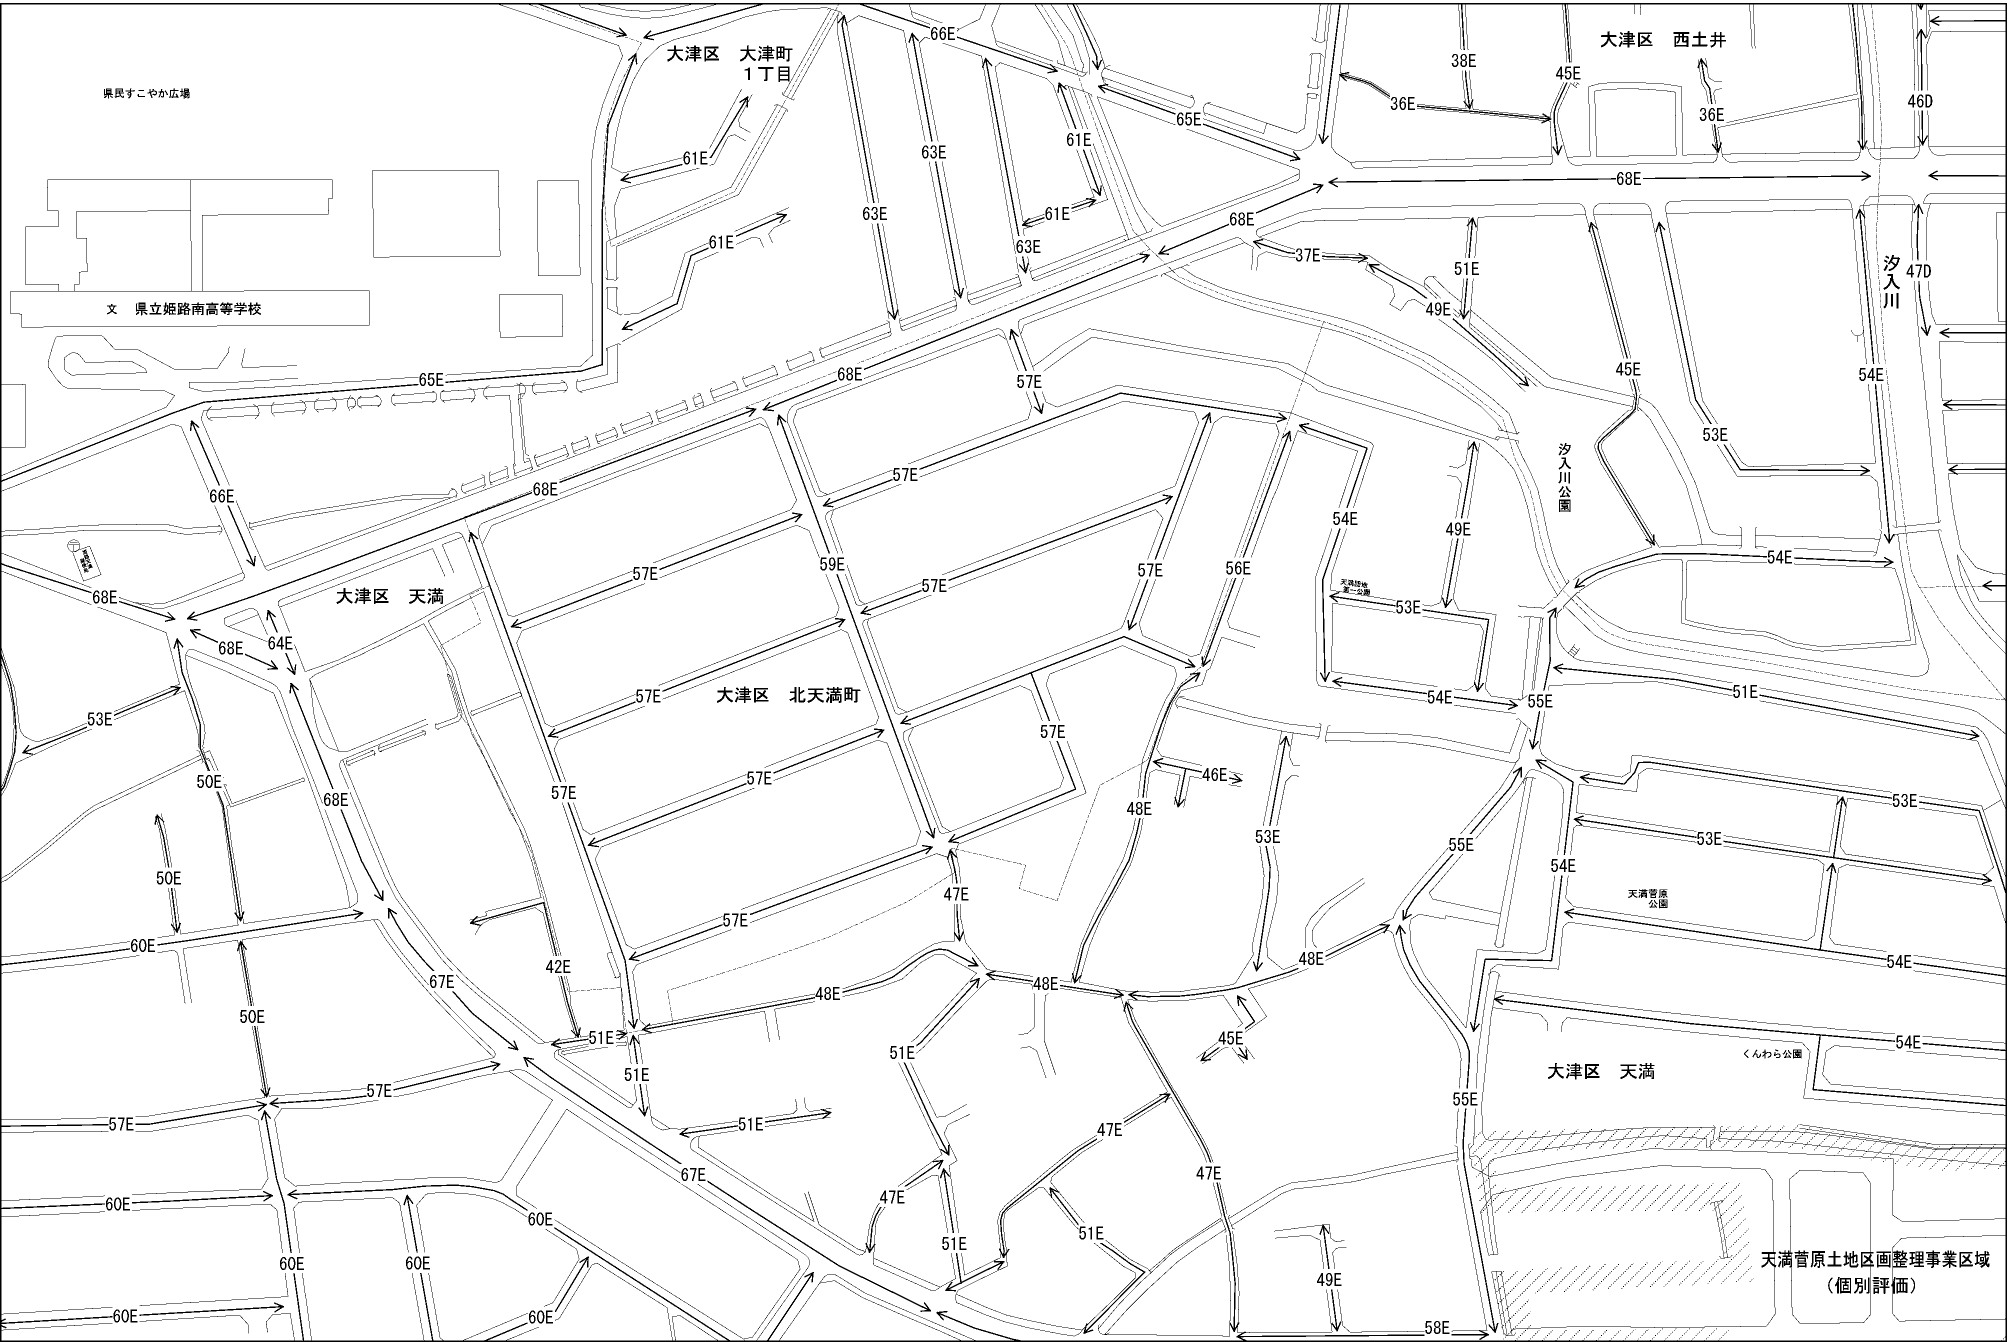 66E
大津区 大津町
1丁目
大津区 西土井
38E
45E
県民すこやか広場
36E
46D
36E
65E
61E
63E
61E
68E
63E
61E
68E
61E
63E
37E
51E
47D
汐入川
49E
文 県立姫路南高等学校
45E
54E
65E
68E
57E
53E
57E
汐入川公園
66E
68E
54E
49E
54E
59E
57E
57E
57E
56E
68E
大津区 天満
53E
64E
68E
57E
大津区 北天満町
54E
51E
55E
53E
57E
50E
57E
46E
68E
57E
48E
53E
53E
53E
55E
54E
50E
47E
天満菅原
公園
57E
60E
48E
54E
42E
67E
48E
48E
50E
51E
45E
54E
51E
くんわら公園
51E
大津区 天満
57E
55E
57E
51E
47E
67E
47E
47E
60E
60E
51E
51E
60E
60E
49E
天満菅原土地区画整理事業区域
（個別評価）
60E
60E
58E